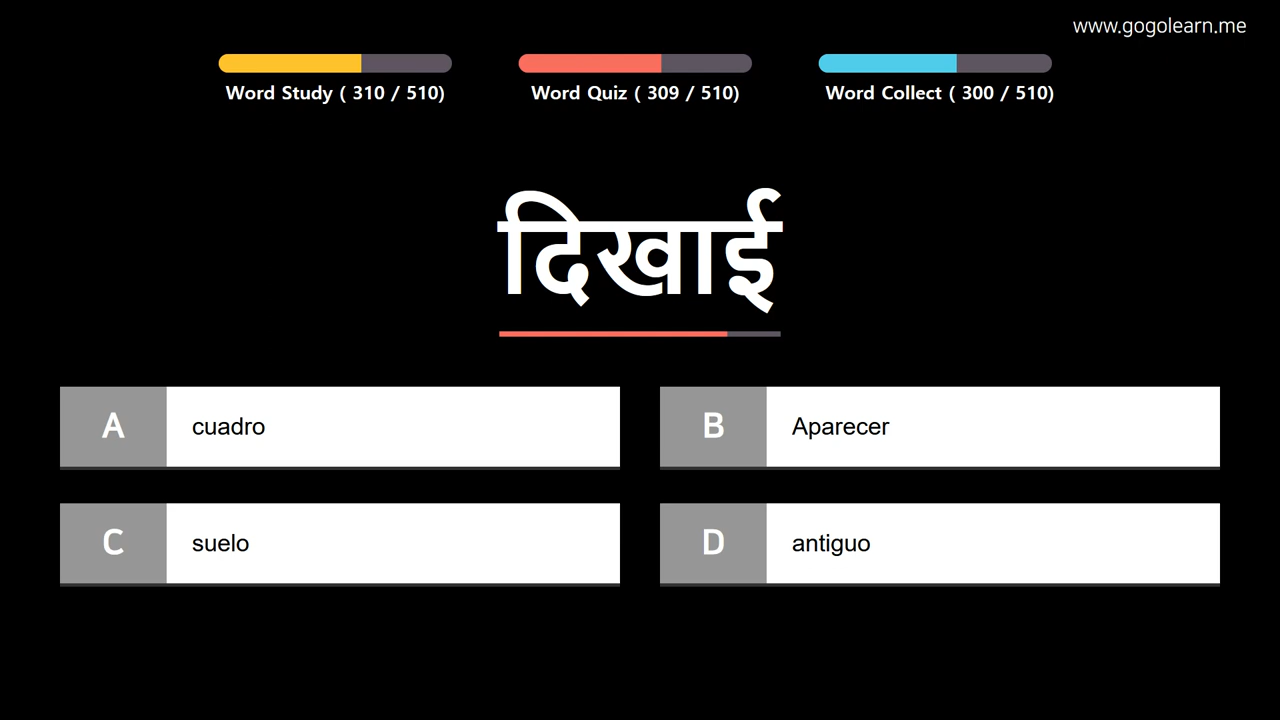 www.gogolearn.me
Word Study ( 310 / 510)
Word Quiz ( 309 / 510)
Word Collect ( 300 / 510)
दिखाई
A cuadro
B Aparecer
C suelo
D antiguo